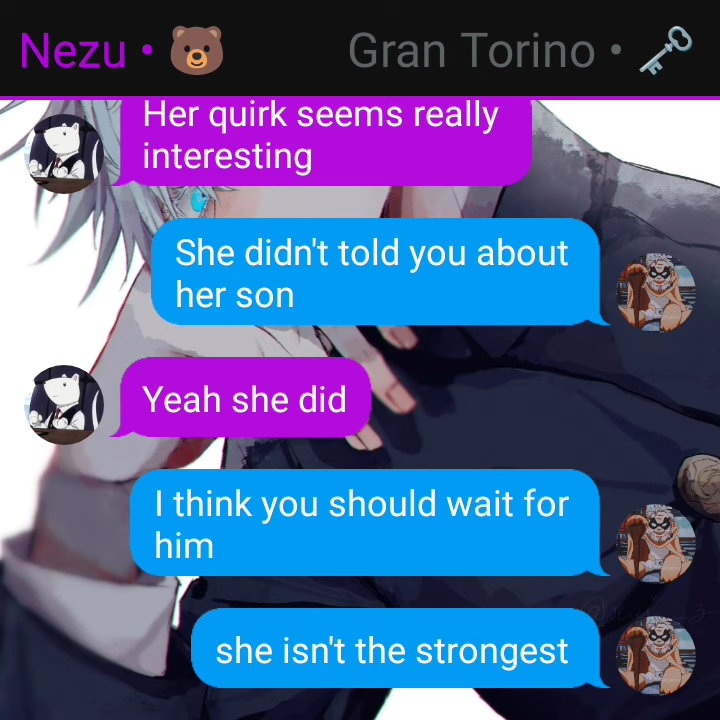 Nezu • 🐻 Gran Torino • 🗝️
Her quirk seems really
interesting
She didn't told you about
her son
Yeah she did
I think you should wait for
him
she isn't the strongest